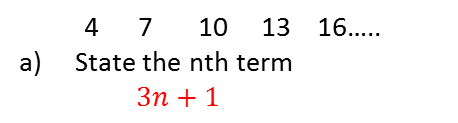 4 7 10 13 16.....
a) State the nth term
3n + 1